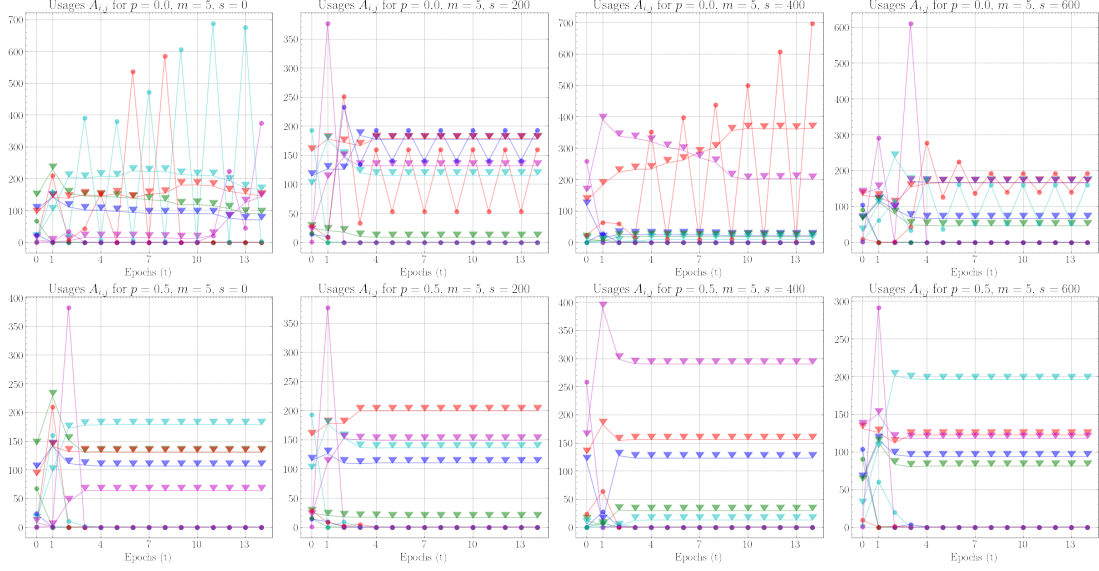 Usages A_{i,j} for p = 0.0, m = 5, s = 0
700
600
500
400
300
200
100
0
0 1 4 7 10 13
Epochs (t)
Usages A_{i,j} for p = 0.0, m = 5, s = 200
350
300
250
200
150
100
50
0
0 1 4 7 10 13
Epochs (t)
Usages A_{i,j} for p = 0.0, m = 5, s = 400
700
600
500
400
300
200
100
0
0 1 4 7 10 13
Epochs (t)
Usages A_{i,j} for p = 0.0, m = 5, s = 600
600
500
400
300
200
100
0
0 1 4 7 10 13
Epochs (t)
Usages A_{i,j} for p = 0.5, m = 5, s = 0
400
350
300
250
200
150
100
50
0
0 1 4 7 10 13
Epochs (t)
Usages A_{i,j} for p = 0.5, m = 5, s = 200
350
300
250
200
150
100
50
0
0 1 4 7 10 13
Epochs (t)
Usages A_{i,j} for p = 0.5, m = 5, s = 400
400
350
300
250
200
150
100
50
0
0 1 4 7 10 13
Epochs (t)
Usages A_{i,j} for p = 0.5, m = 5, s = 600
300
250
200
150
100
50
0
0 1 4 7 10 13
Epochs (t)